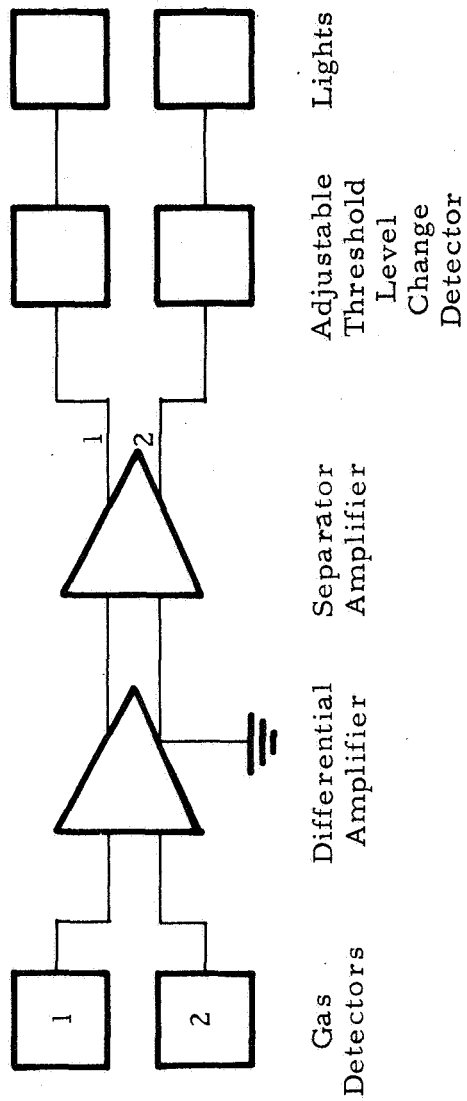 1
2
1
2
Gas
Detectors
Differential
Amplifier
Separator
Amplifier
Adjustable
Threshold
Level
Change
Detector
Lights